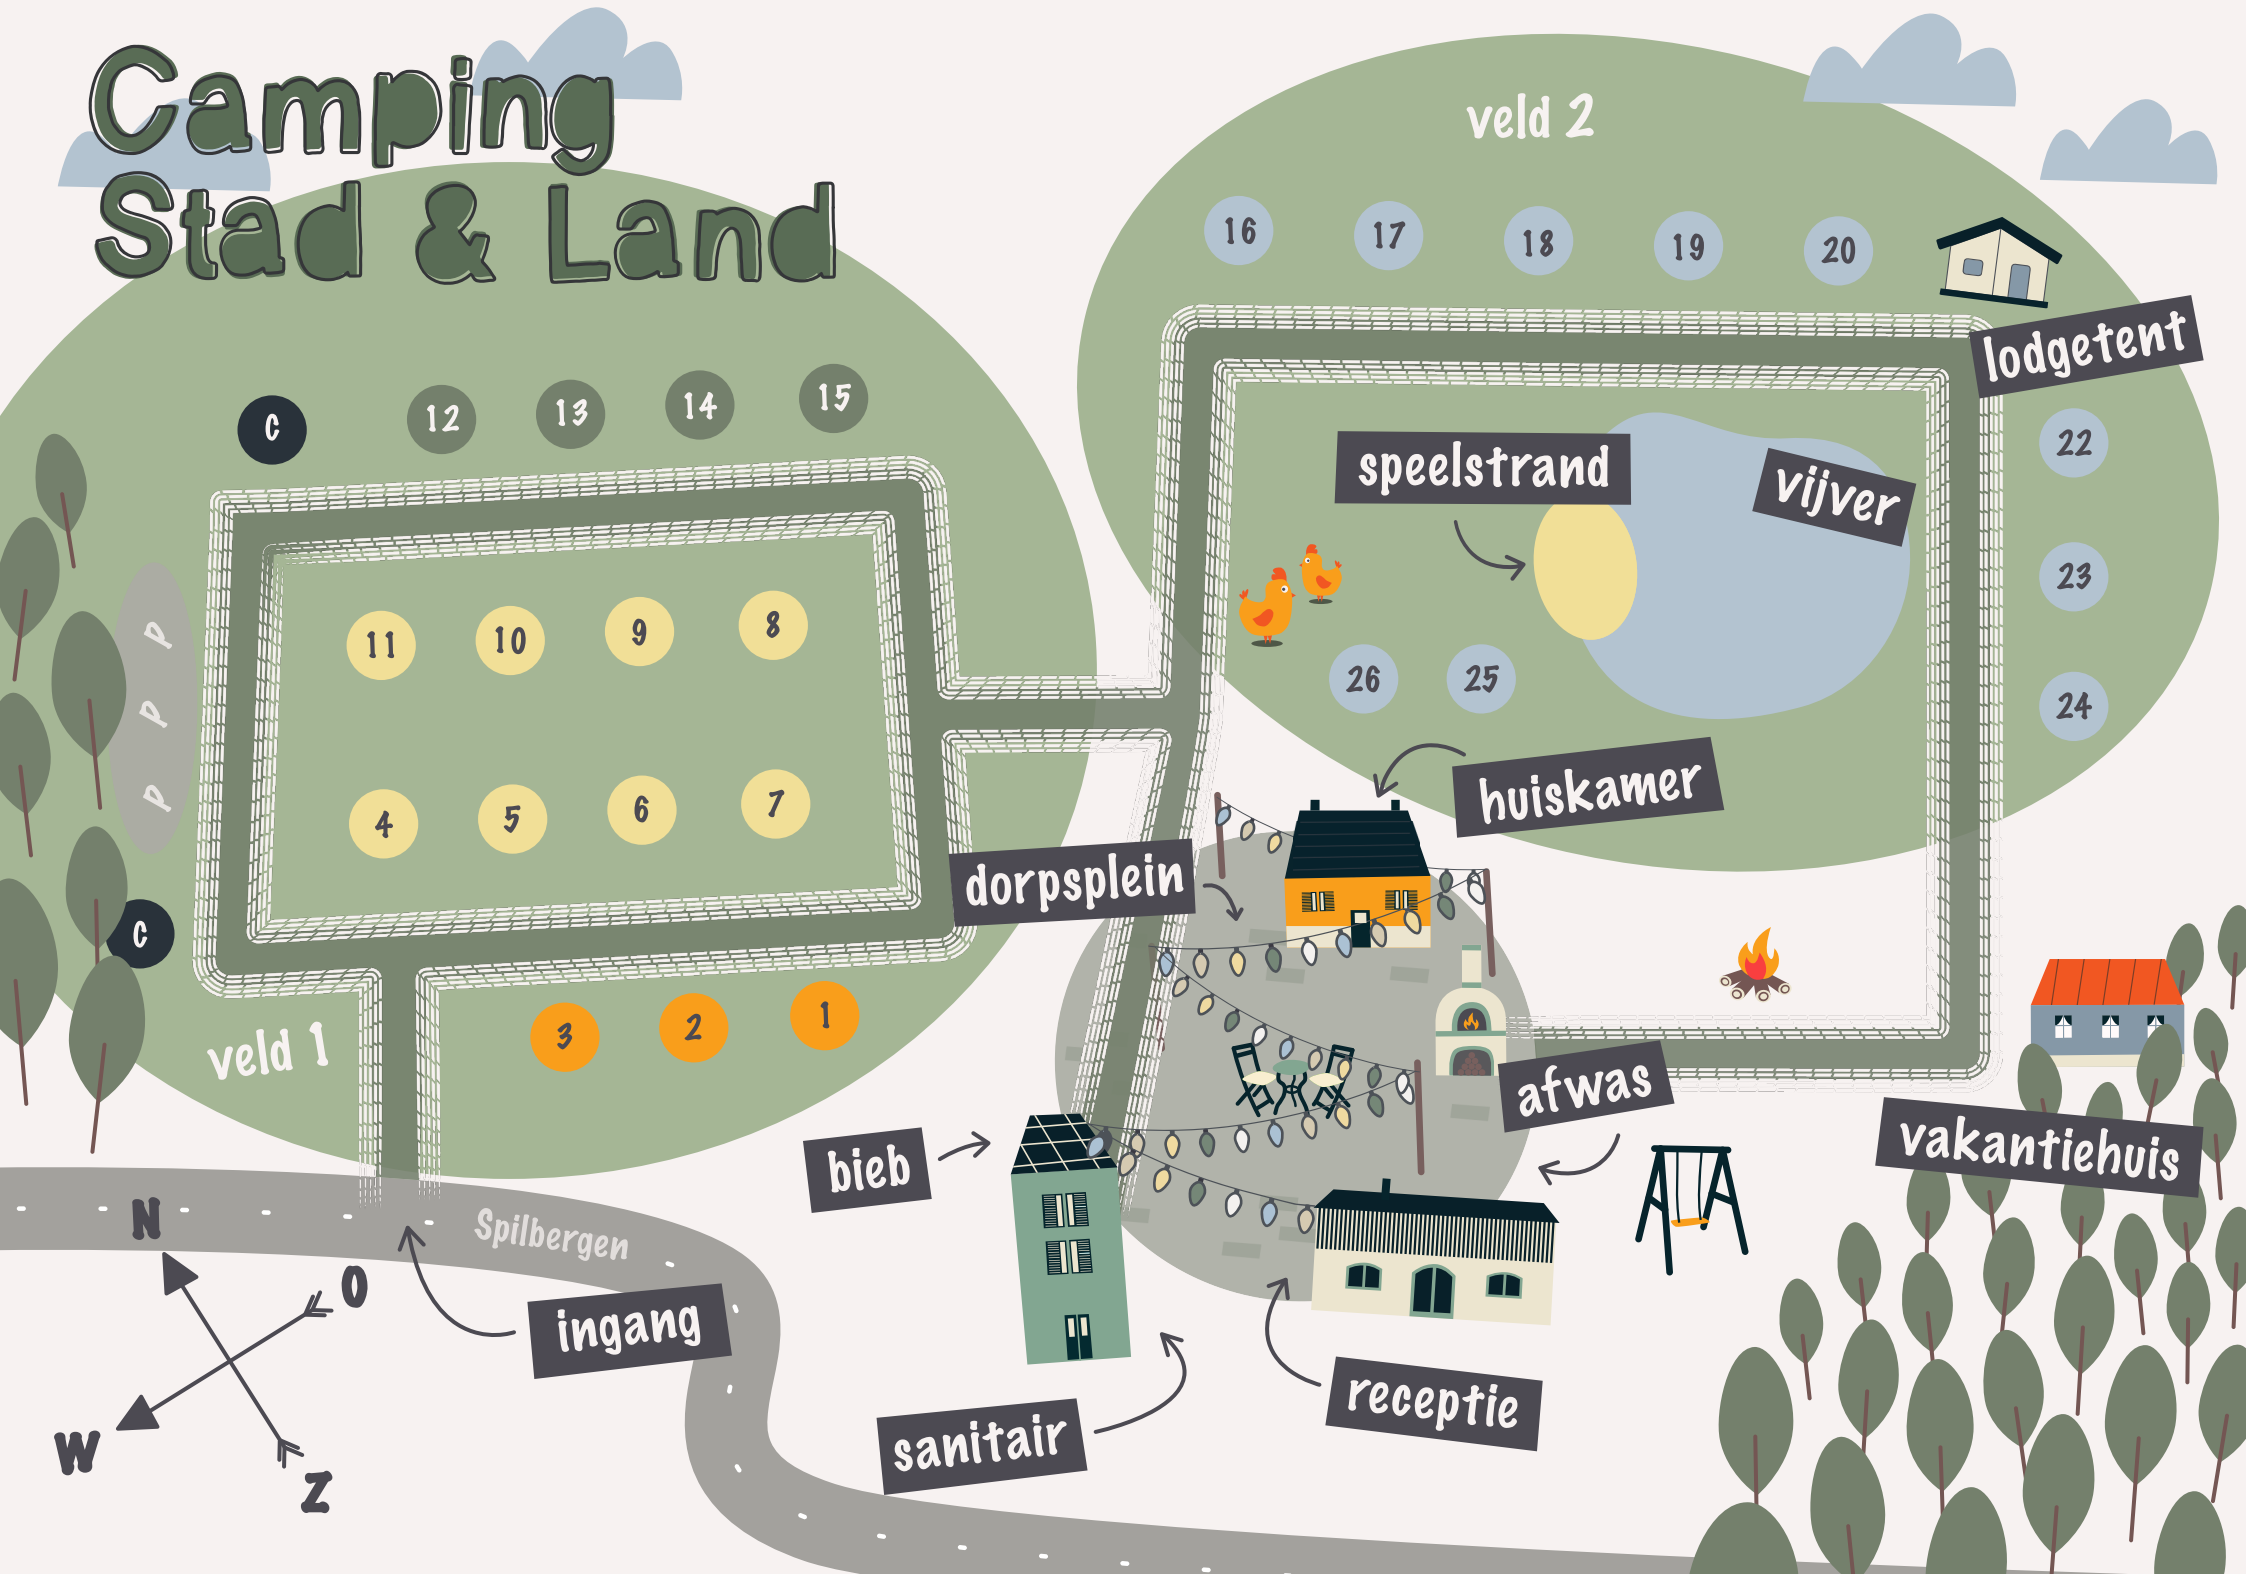 Camping
Stad & Land
veld 2
16 17 18 19 20
lodgetent
C 12 13 14 15
22
speelstrand
vijver
23
11 10 9 8
P
P
P
26 25
24
4 5 6 7
huiskamer
dorpsplein
C
veld 1
3 2 1
afwas
bieb
vakantiehuis
Spilbergen
ingang
receptie
sanitair
N
O
W
Z